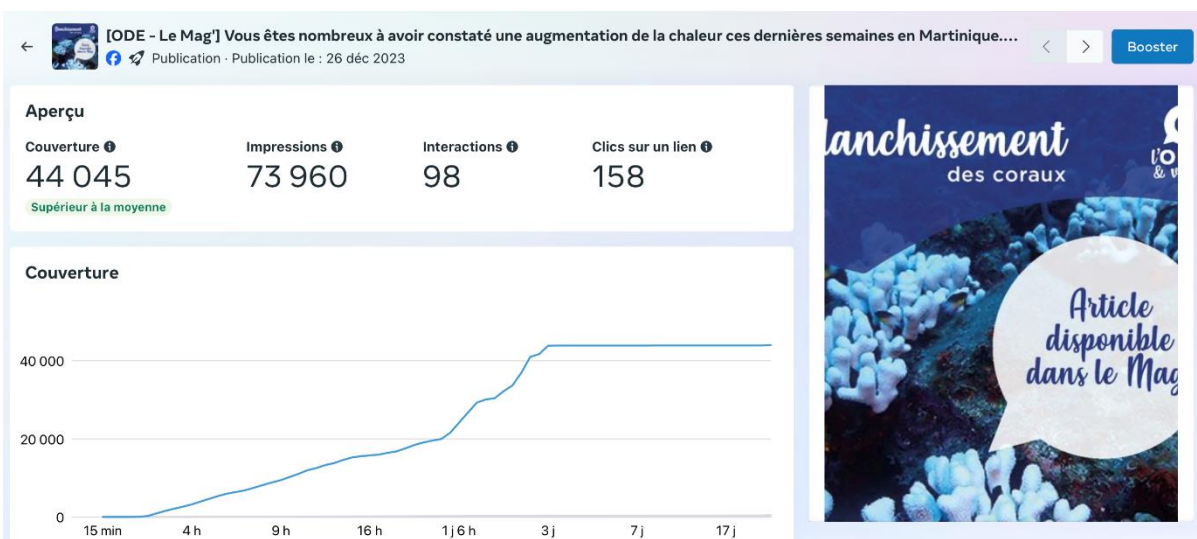 [ODE - Le Mag'] Vous êtes nombreux à avoir constaté une augmentation de la chaleur ces dernières semaines en Martinique....
Publication · Publication le : 26 déc 2023
Booster
Aperçu
Couverture
Impressions
Interactions
Clics sur un lien
44 045
73 960
98
158
Supérieur à la moyenne
Couverture
40 000
20 000
0
15 min
4 h
9 h
16 h
1 j 6 h
3 j
7 j
17 j
lanchissement
des coraux
l'O
& v
Article
disponible
dans le Mag